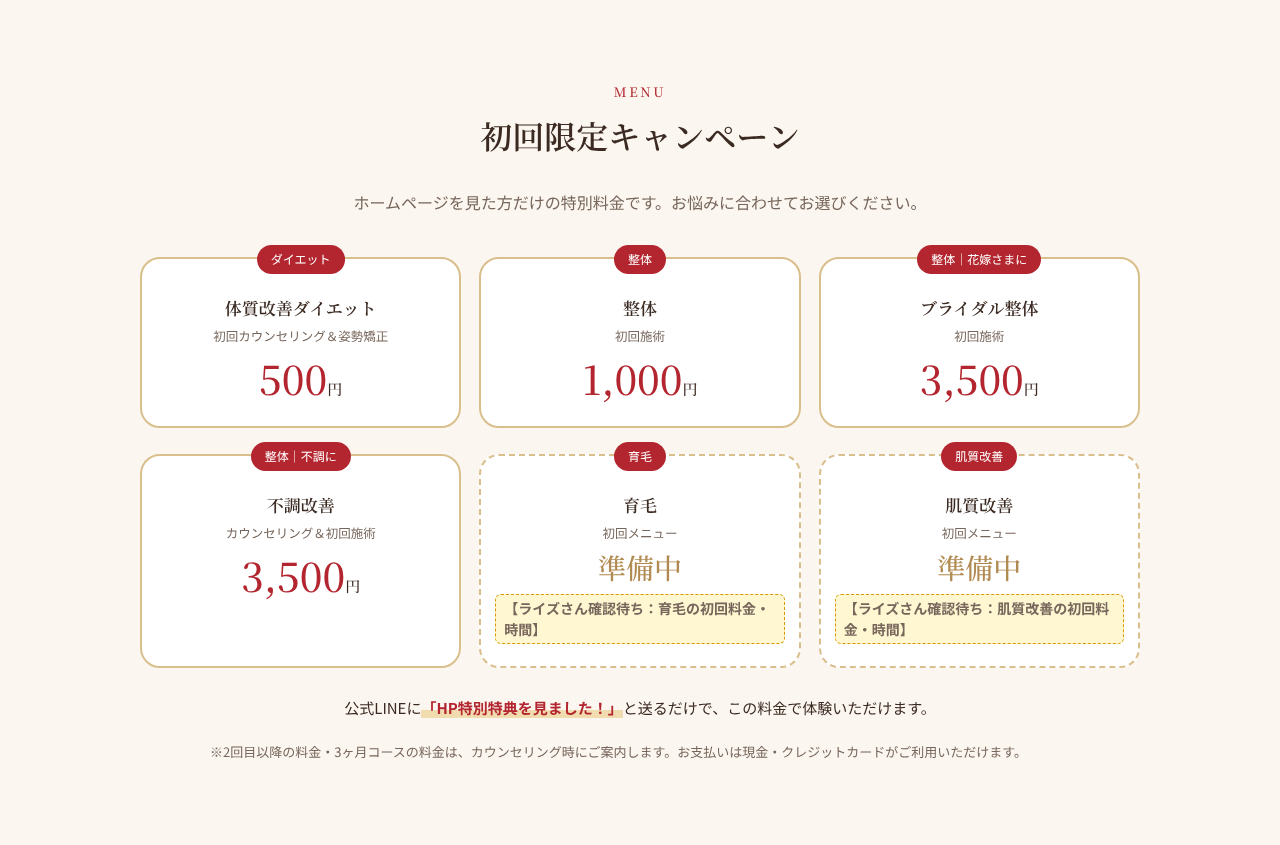 MENU
初回限定キャンペーン
ホームページを見た方だけの特別料金です。お悩みに合わせてお選びください。
ダイエット
体質改善ダイエット
初回カウンセリング＆姿勢矯正
500円
整体
整体
初回施術
1,000円
整体｜花嫁さまに
ブライダル整体
初回施術
3,500円
整体｜不調に
不調改善
カウンセリング＆初回施術
3,500円
育毛
育毛
初回メニュー
準備中
【ライズさん確認待ち：育毛の初回料金・
時間】
肌質改善
肌質改善
初回メニュー
準備中
【ライズさん確認待ち：肌質改善の初回料
金・時間】
公式LINEに「HP特別特典を見ました！」と送るだけで、この料金で体験いただけます。
※2回目以降の料金・3ヶ月コースの料金は、カウンセリング時にご案内します。お支払いは現金・クレジットカードがご利用いただけます。